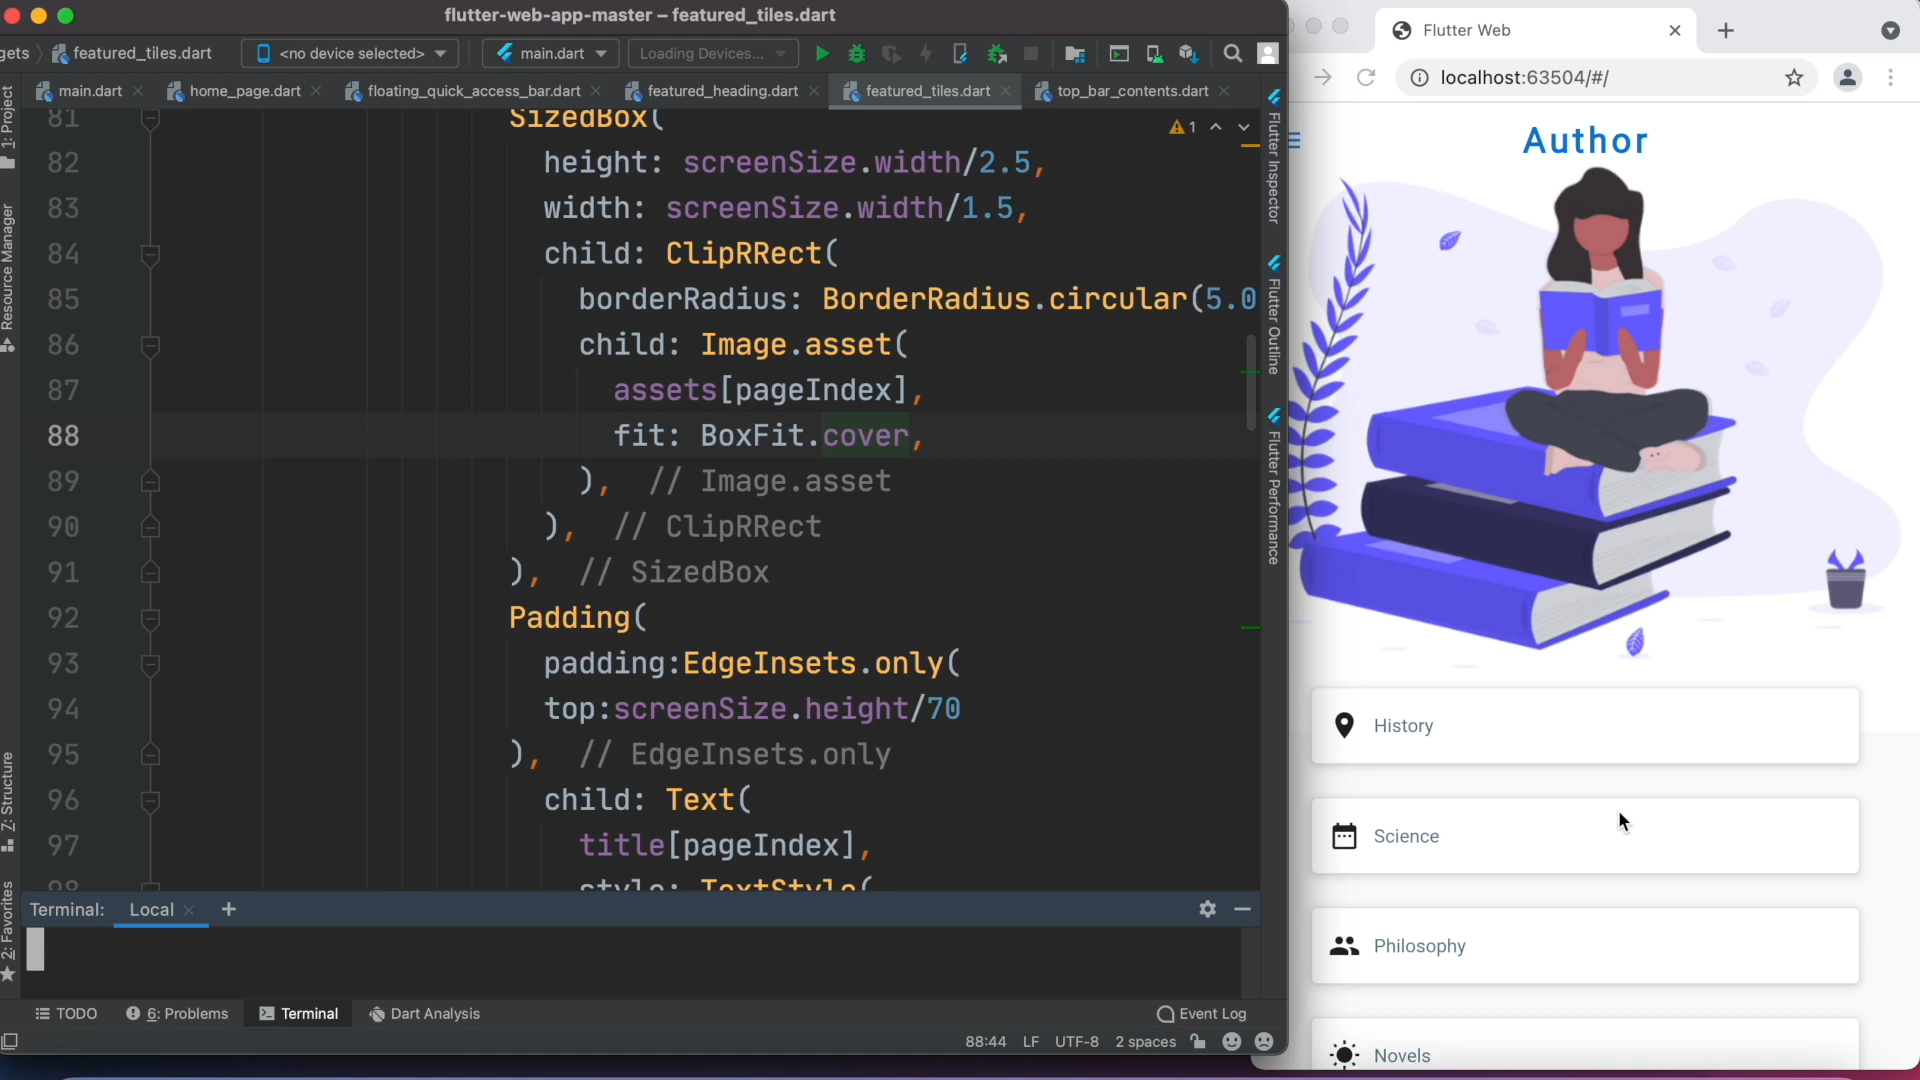 flutter-web-app-master – featured_tiles.dart
gets featured_tiles.dart <no device selected> main.dart Loading Devices...
main.dart home_page.dart floating_quick_access_bar.dart featured_heading.dart featured_tiles.dart top_bar_contents.dart
81 SizedBox(
1
82 height: screenSize.width/2.5,
83 width: screenSize.width/1.5,
84 child: ClipRRect(
85 borderRadius: BorderRadius.circular(5.0
86 child: Image.asset(
87 assets[pageIndex],
88 fit: BoxFit.cover,
89 ), // Image.asset
90 ), // ClipRRect
91 ), // SizedBox
92 Padding(
93 padding:EdgeInsets.only(
94 top:screenSize.height/70
95 ), // EdgeInsets.only
96 child: Text(
97 title[pageIndex],
98 style: TextStyle(
1: Project
Resource Manager
Z: Structure
2: Favorites
Flutter Inspector
Flutter Outline
Flutter Performance
Terminal: Local +
TODO 6: Problems Terminal Dart Analysis Event Log
88:44 LF UTF-8 2 spaces
Flutter Web
localhost:63504/#/
Author
History
Science
Philosophy
Novels